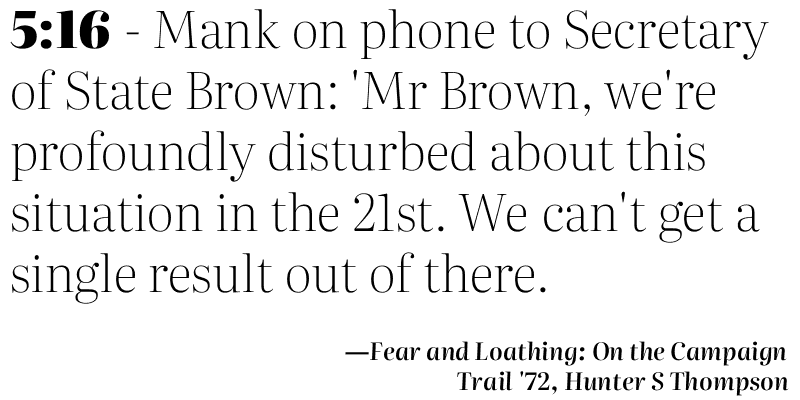 5:16 - Mank on phone to Secretary
of State Brown: 'Mr Brown, we're
profoundly disturbed about this
situation in the 21st. We can't get a
single result out of there.
—Fear and Loathing: On the Campaign
Trail '72, Hunter S Thompson